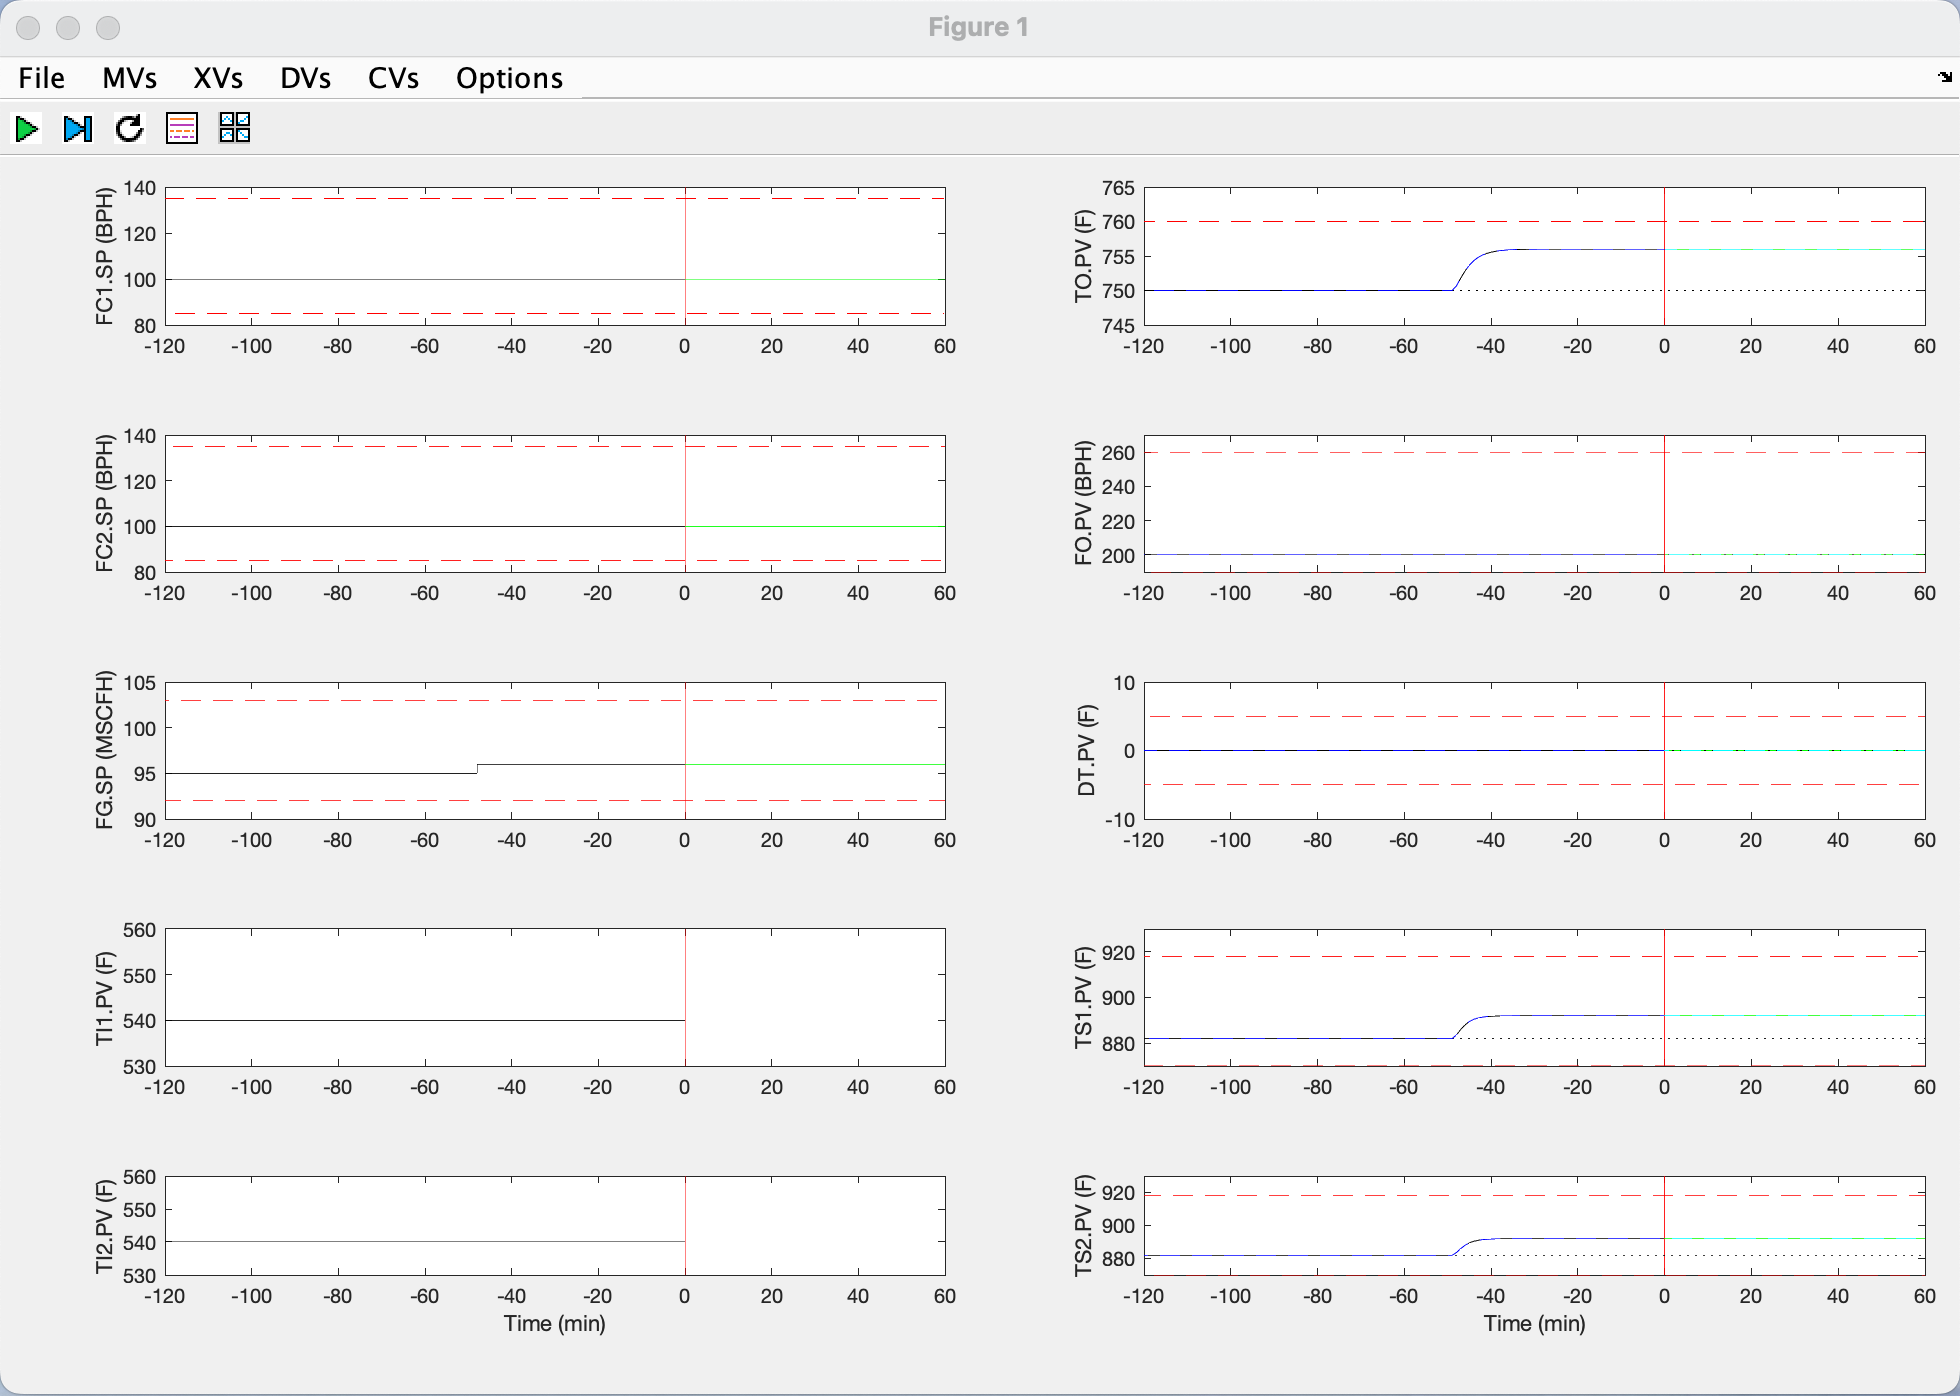 Figure 1
File MVs XVs DVs CVs Options
FC1.SP (BPH)
140
120
100
80
-120 -100 -80 -60 -40 -20 0 20 40 60
TO.PV (F)
765
760
755
750
745
-120 -100 -80 -60 -40 -20 0 20 40 60
FC2.SP (BPH)
140
120
100
80
-120 -100 -80 -60 -40 -20 0 20 40 60
FO.PV (BPH)
260
240
220
200
-120 -100 -80 -60 -40 -20 0 20 40 60
FG.SP (MSCFH)
105
100
95
90
-120 -100 -80 -60 -40 -20 0 20 40 60
DT.PV (F)
10
0
-10
-120 -100 -80 -60 -40 -20 0 20 40 60
TI1.PV (F)
560
550
540
530
-120 -100 -80 -60 -40 -20 0 20 40 60
TS1.PV (F)
920
900
880
-120 -100 -80 -60 -40 -20 0 20 40 60
TI2.PV (F)
560
550
540
530
-120 -100 -80 -60 -40 -20 0 20 40 60
Time (min)
TS2.PV (F)
920
900
880
-120 -100 -80 -60 -40 -20 0 20 40 60
Time (min)